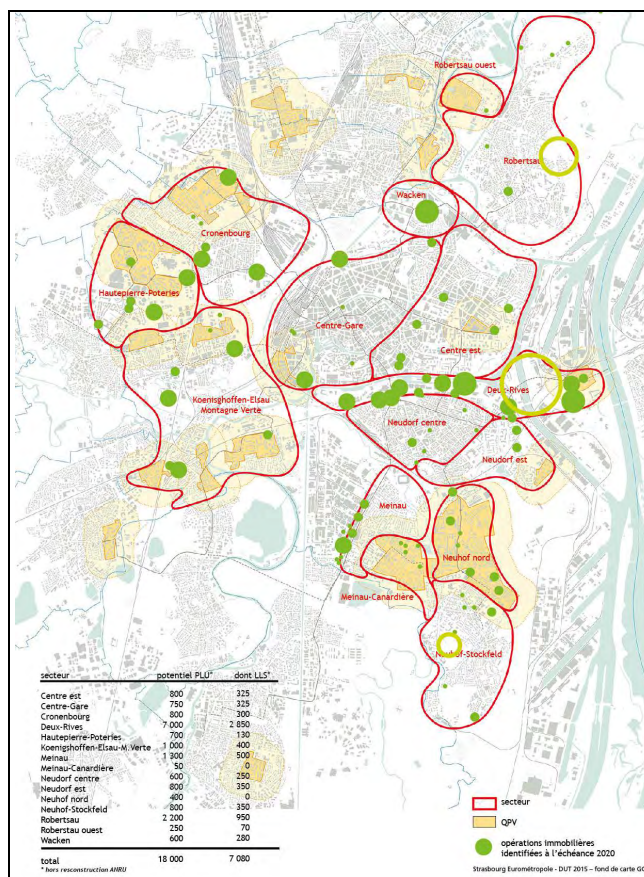 Robertsau ouest
Robertsau
Wacken
Cronenbourg
Hautepierre-Poteries
Centre-Gare
Centre est
Deux-Rives
Koenigshoffen-Elsau
Montagne Verte
Neudorf centre
Neudorf est
Meinau
Neuhof nord
Meinau-Canardière
Neuhof-Stockfeld
secteur potentiel PLU* dont LLS*
Centre est 800 325
Centre-Gare 750 325
Cronenbourg 800 300
Deux-Rives 7 000 2 850
Hautepierre-Poteries 700 130
Koenigshoffen-Elsau-M.Verte 1 000 400
Meinau 1 300 500
Meinau-Canardière 50 0
Neudorf centre 600 250
Neudorf est 800 350
Neuhof nord 400 0
Neuhof-Stockfeld 800 350
Robertsau 2 200 950
Roberstau ouest 250 70
Wacken 600 280
total 18 000 7 080
* hors resconstruction ANRU
secteur
QPV
opérations immobilières
identifiées à l'échéance 2020
Strasbourg Eurométropole - DUT 2015 – fond de carte GO